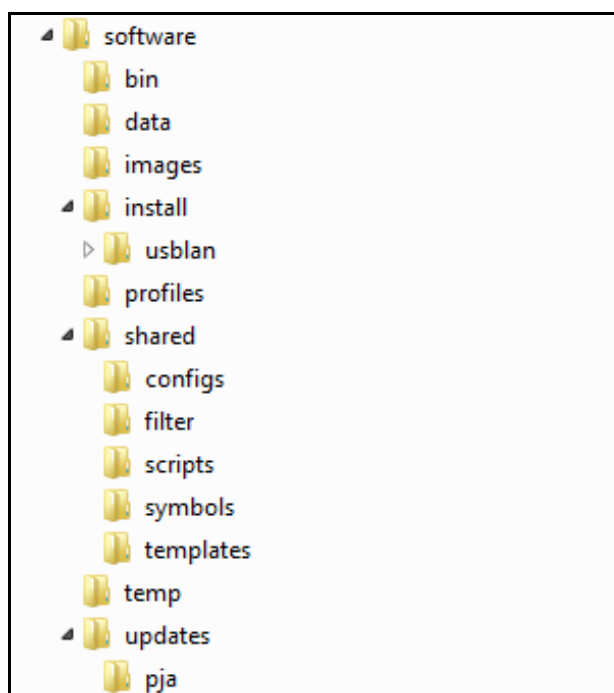 software
bin
data
images
install
usblan
profiles
shared
configs
filter
scripts
symbols
templates
temp
updates
pja